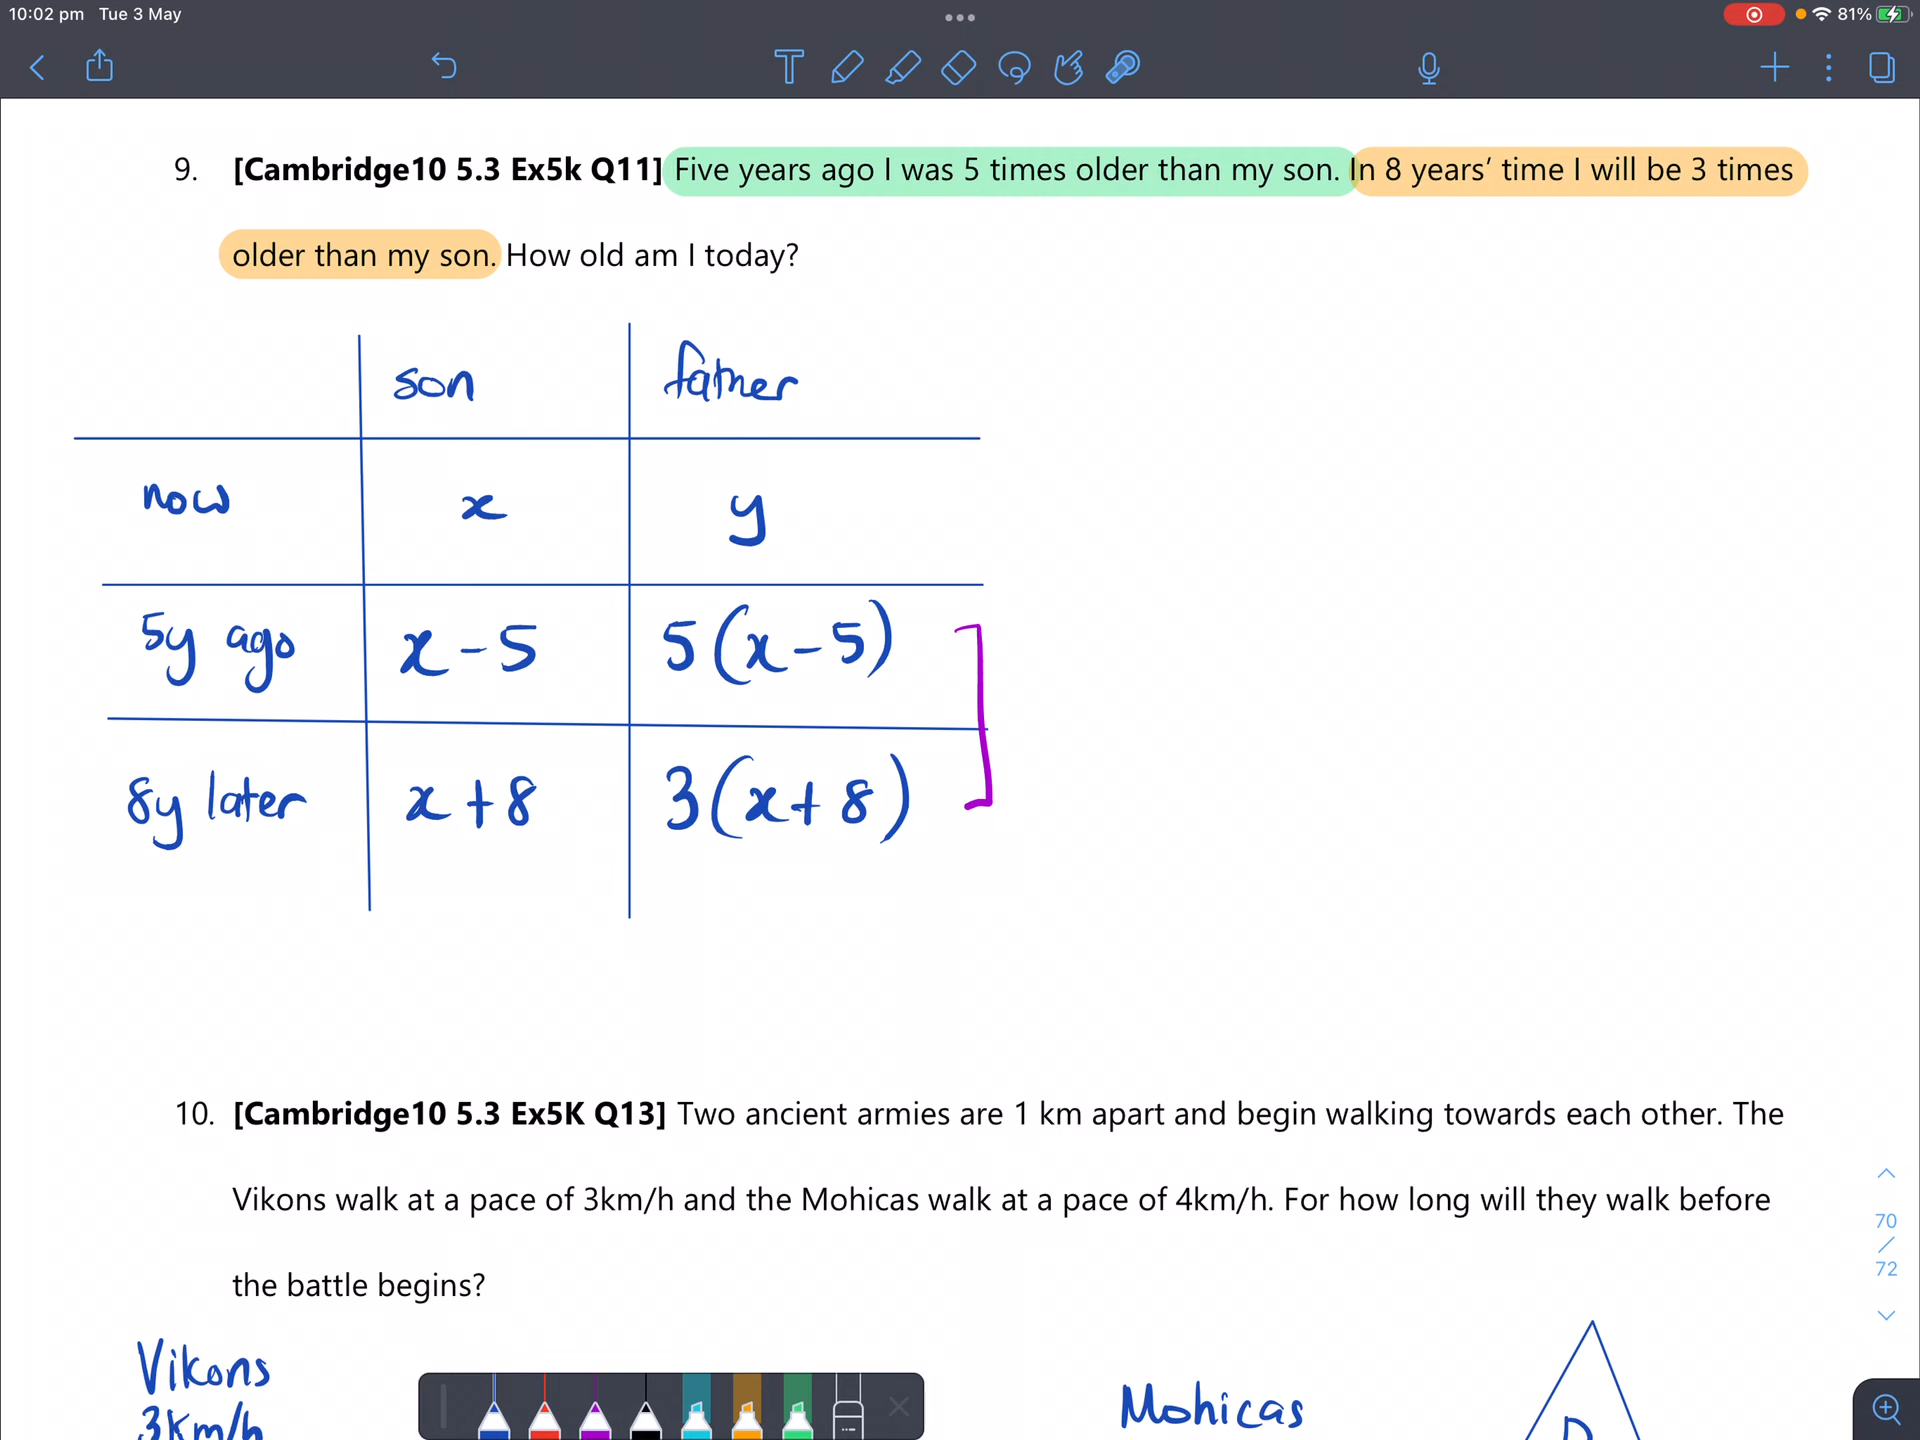 10:02 pm Tue 3 May
81%
9. [Cambridge10 5.3 Ex5k Q11] Five years ago I was 5 times older than my son. In 8 years’ time I will be 3 times
older than my son. How old am I today?
son father
now x y
5y ago x-5 5(x-5)
8y later x+8 3(x+8)
10. [Cambridge10 5.3 Ex5K Q13] Two ancient armies are 1 km apart and begin walking towards each other. The
Vikons walk at a pace of 3km/h and the Mohicas walk at a pace of 4km/h. For how long will they walk before
the battle begins?
70
/
72
Vikons
3km/h
Mohicas
D